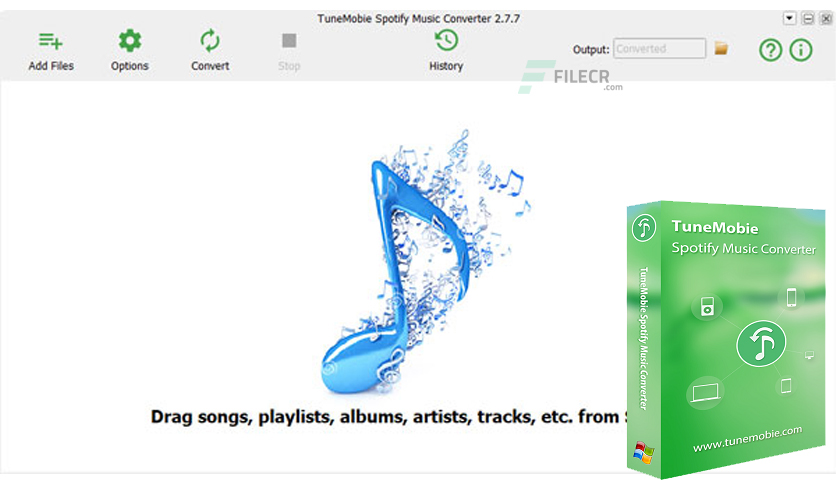 TuneMobie Spotify Music Converter 2.7.7
Add Files
Options
Convert
Stop
History
Output:
Converted
FILECR
.com
Drag songs, playlists, albums, artists, tracks, etc. from
TuneMobie
Spotify Music Converter
TuneMobie Spotify Music Converter
www.tunemobie.com